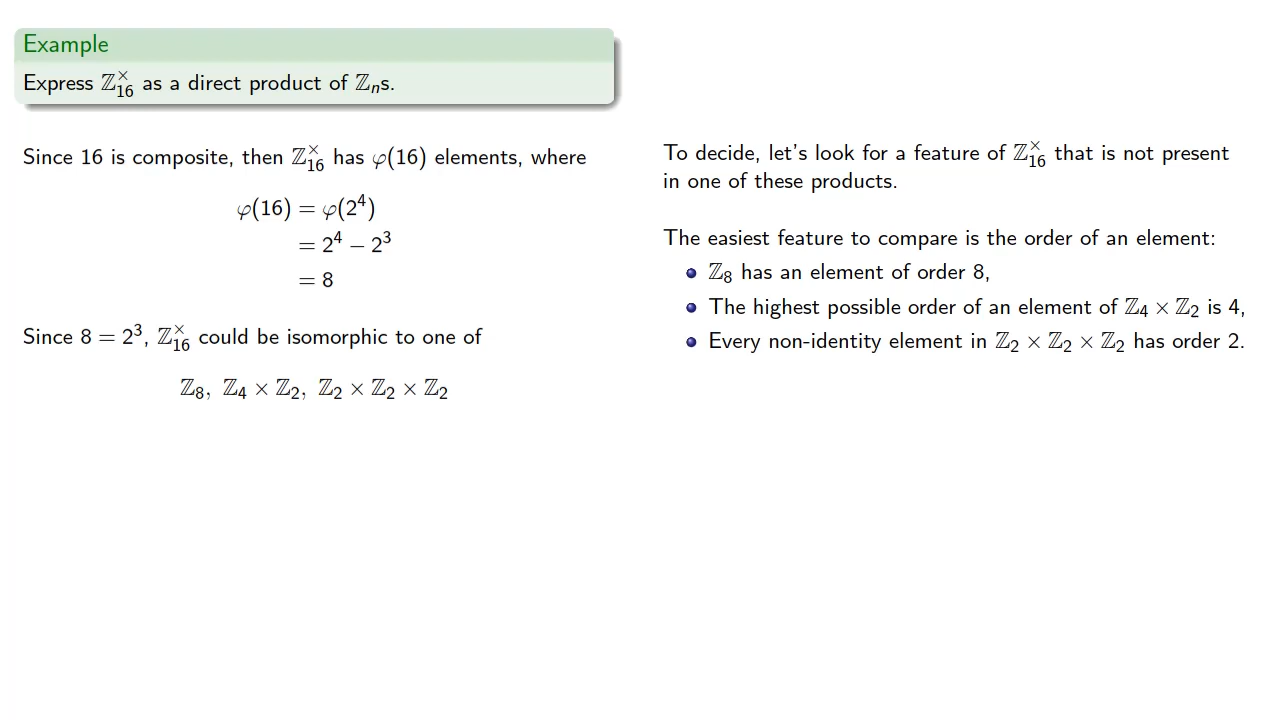 Example
Express ℤ₁₆ˣ as a direct product of ℤₙs.
Since 16 is composite, then ℤ₁₆ˣ has φ(16) elements, where
φ(16) = φ(2⁴)
= 2⁴ − 2³
= 8
Since 8 = 2³, ℤ₁₆ˣ could be isomorphic to one of
ℤ₈, ℤ₄ × ℤ₂, ℤ₂ × ℤ₂ × ℤ₂
To decide, let's look for a feature of ℤ₁₆ˣ that is not present
in one of these products.
The easiest feature to compare is the order of an element:
ℤ₈ has an element of order 8,
The highest possible order of an element of ℤ₄ × ℤ₂ is 4,
Every non-identity element in ℤ₂ × ℤ₂ × ℤ₂ has order 2.